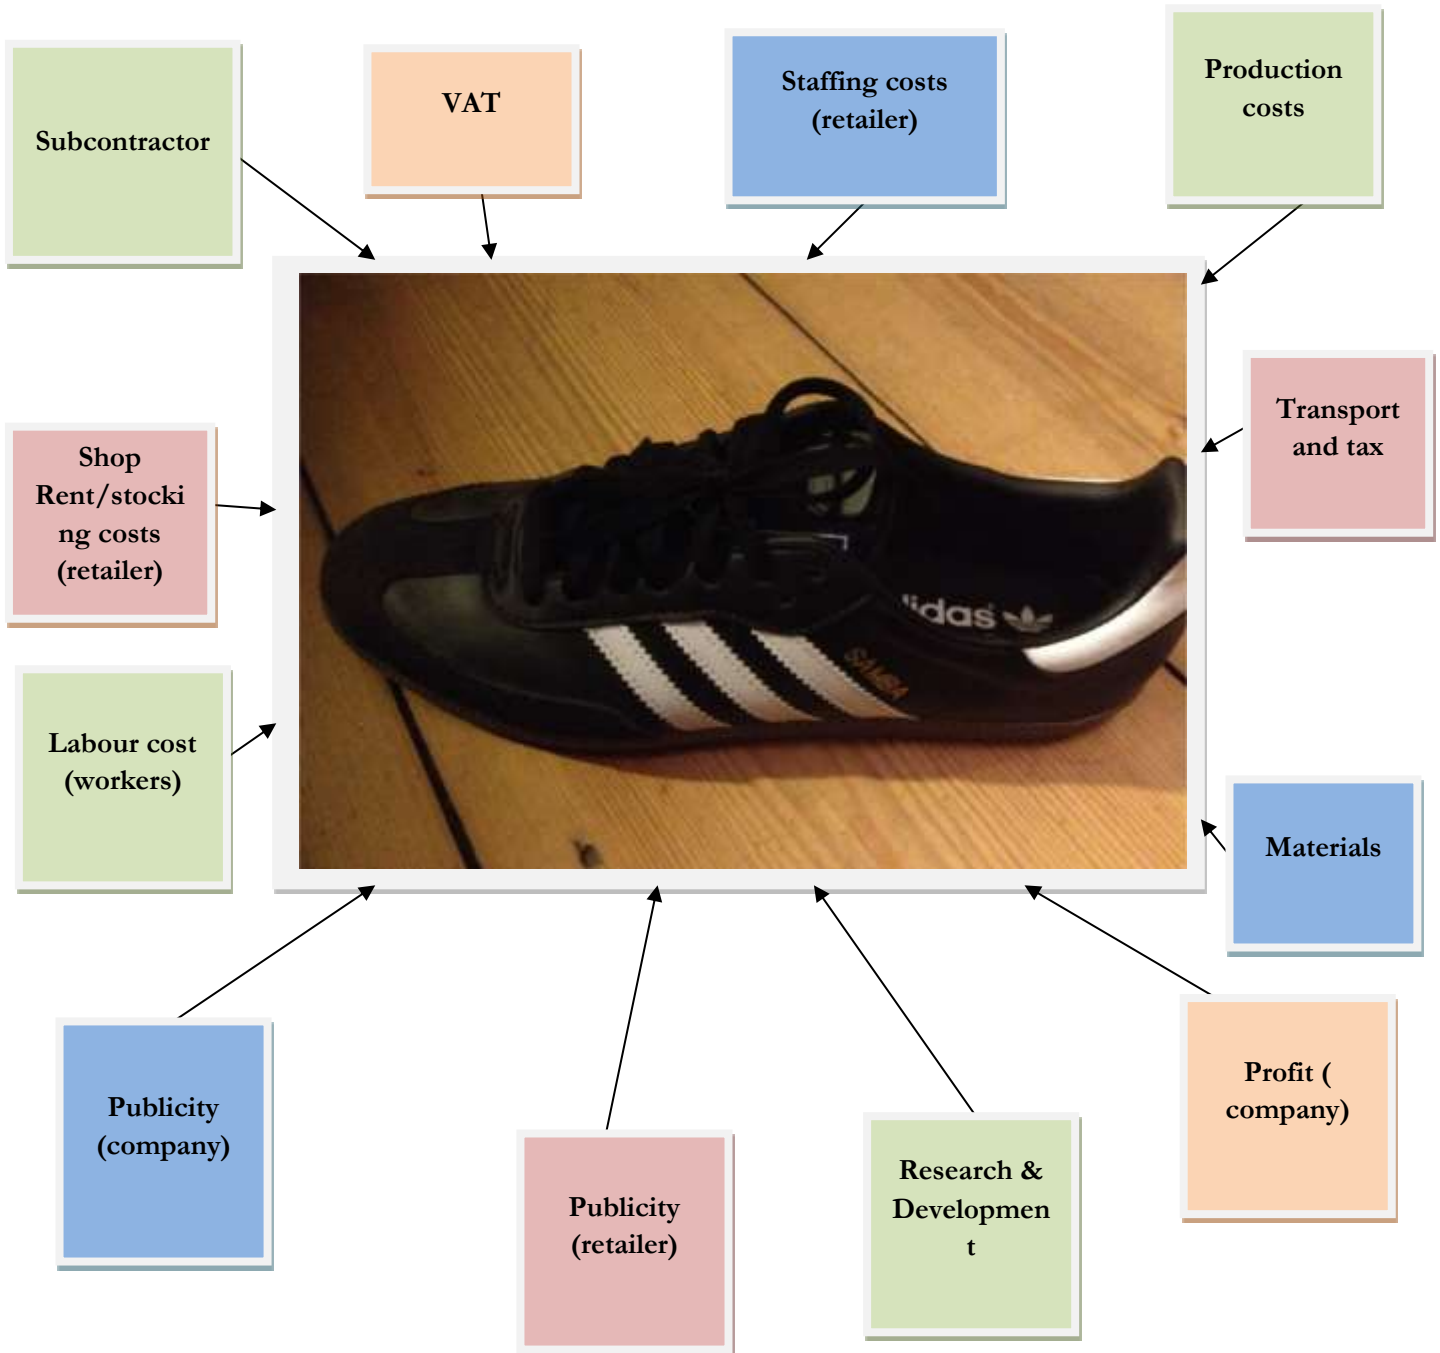 Subcontractor
VAT
Staffing costs
(retailer)
Production
costs
Shop
Rent/stocki
ng costs
(retailer)
Transport
and tax
idas
SAMBA
Labour cost
(workers)
Materials
Publicity
(company)
Publicity
(retailer)
Research &
Developmen
t
Profit (
company)